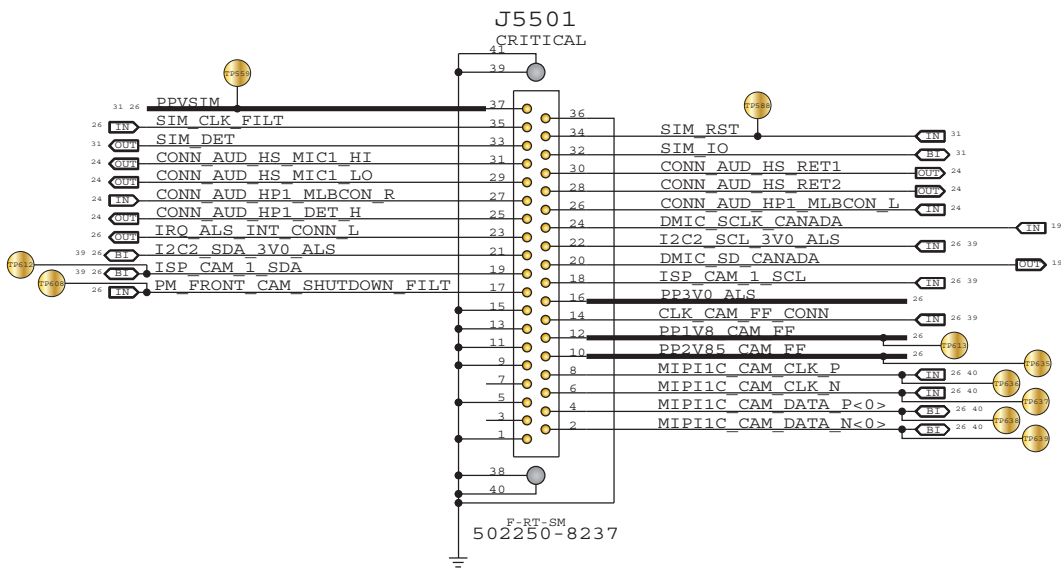 J5501
CRITICAL
41
39
TP559
31 26 PPVSIM 37
26 IN SIM_CLK_FILT 35
31 OUT SIM_DET 33
24 OUT CONN_AUD_HS_MIC1_HI 31
24 OUT CONN_AUD_HS_MIC1_LO 29
24 IN CONN_AUD_HP1_MLBCON_R 27
24 OUT CONN_AUD_HP1_DET_H 25
26 OUT IRQ_ALS_INT_CONN_L 23
39 26 BI I2C2_SDA_3V0_ALS 21
TP612
39 26 BI ISP_CAM_1_SDA 19
TP608
26 IN PM_FRONT_CAM_SHUTDOWN_FILT 17
15
13
11
9
7
5
3
1
36
TP588
34 SIM_RST IN 31
32 SIM_IO BI 31
30 CONN_AUD_HS_RET1 OUT 24
28 CONN_AUD_HS_RET2 OUT 24
26 CONN_AUD_HP1_MLBCON_L IN 24
24 DMIC_SCLK_CANADA IN 19
22 I2C2_SCL_3V0_ALS IN 26 39
20 DMIC_SD_CANADA OUT 19
18 ISP_CAM_1_SCL IN 26 39
16 PP3V0_ALS 26
14 CLK_CAM_FF_CONN IN 26 39
12 PP1V8_CAM_FF 26
TP613
10 PP2V85_CAM_FF 26
TP635
8 MIPI1C_CAM_CLK_P IN 26 40
TP636
6 MIPI1C_CAM_CLK_N IN 26 40
TP637
4 MIPI1C_CAM_DATA_P<0> BI 26 40
TP638
2 MIPI1C_CAM_DATA_N<0> BI 26 40
TP639
38
40
F-RT-SM
502250-8237